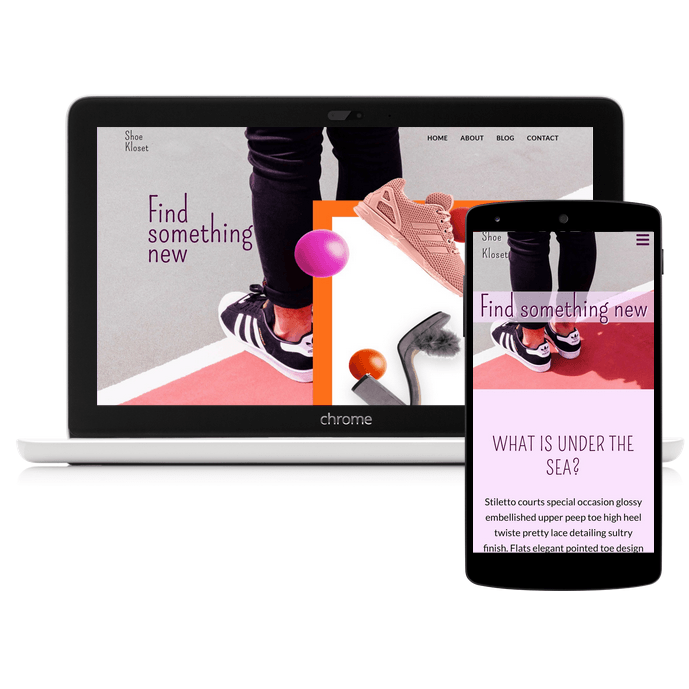 Shoe
Kloset
HOME ABOUT BLOG CONTACT
Find
something
new
chrome
Shoe
Kloset
Find something new
WHAT IS UNDER THE
SEA?
Stiletto courts special occasion glossy
embellished upper peep toe high heel
twiste pretty lace detailing sultry
finish. Flats elegant pointed toe design